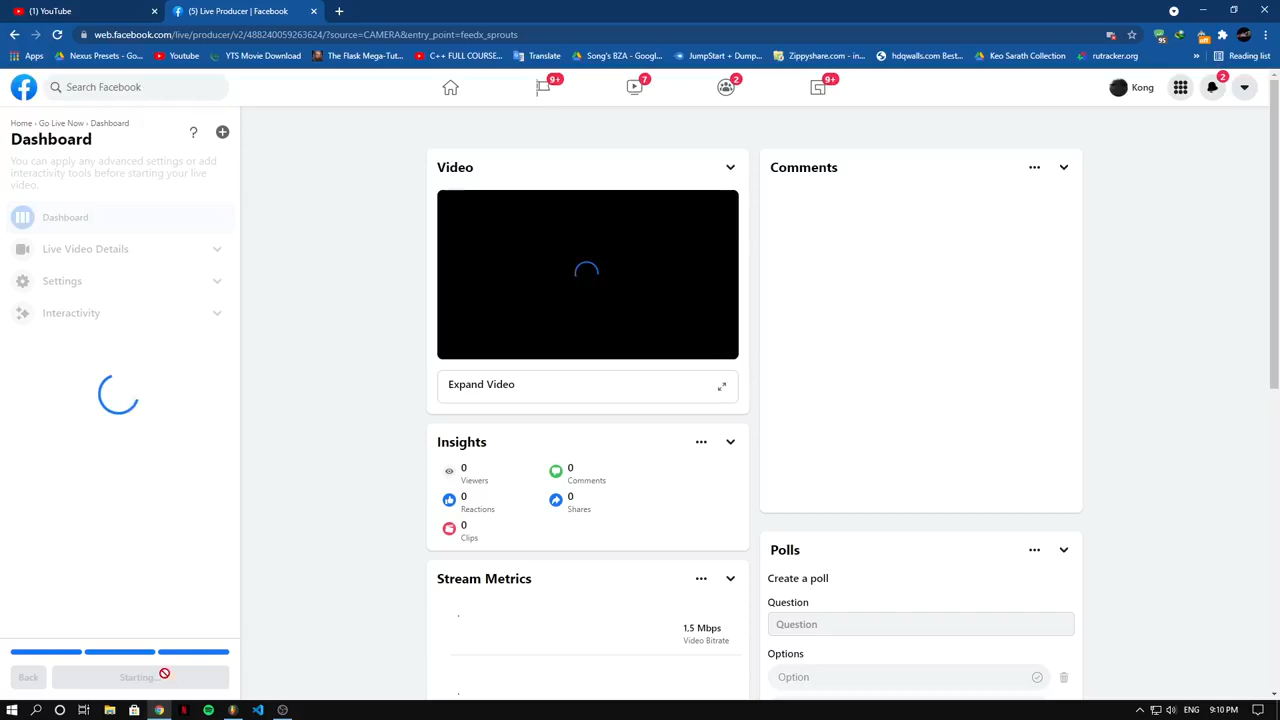 (1) YouTube
(5) Live Producer | Facebook
web.facebook.com/live/producer/v2/488240059263624/?source=CAMERA&entry_point=feedx_sprouts
Apps
Nexus Presets - Go...
Youtube
YTS Movie Download
The Flask Mega-Tut...
C++ FULL COURSE...
Translate
Song's BZA - Googl...
JumpStart + Dump...
Zippyshare.com - in...
hdqwalls.com Best...
Keo Sarath Collection
rutracker.org
»
Reading list
Search Facebook
9+
7
2
9+
Kong
2
Home › Go Live Now › Dashboard
Dashboard
You can apply any advanced settings or add
interactivity tools before starting your live
video.
Dashboard
Live Video Details
Settings
Interactivity
Back
Starting...
Video
Expand Video
Insights
0
Viewers
0
Comments
0
Reactions
0
Shares
0
Clips
Stream Metrics
1,5 Mbps
Video Bitrate
Comments
Polls
Create a poll
Question
Question
Options
Option
ENG
9:10 PM